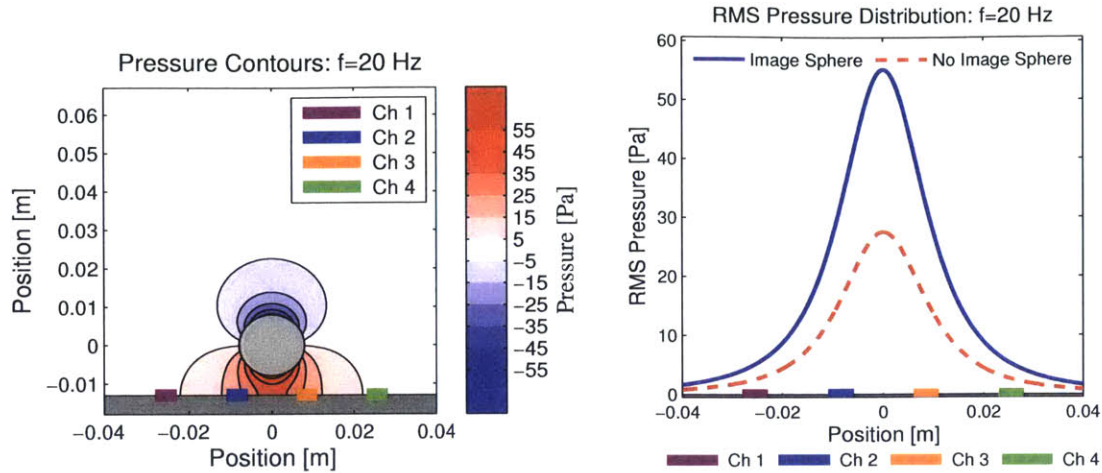 Pressure Contours: f=20 Hz
Ch 1
Ch 2
Ch 3
Ch 4
0.06
0.05
0.04
0.03
0.02
0.01
0
−0.01
Position [m]
−0.04
−0.02
0
0.02
0.04
Position [m]
55
45
35
25
15
5
−5
−15
−25
−35
−45
−55
Pressure [Pa]
RMS Pressure Distribution: f=20 Hz
Image Sphere
No Image Sphere
60
50
40
30
20
10
0
RMS Pressure [Pa]
−0.04
−0.02
0
0.02
0.04
Position [m]
Ch 1
Ch 2
Ch 3
Ch 4